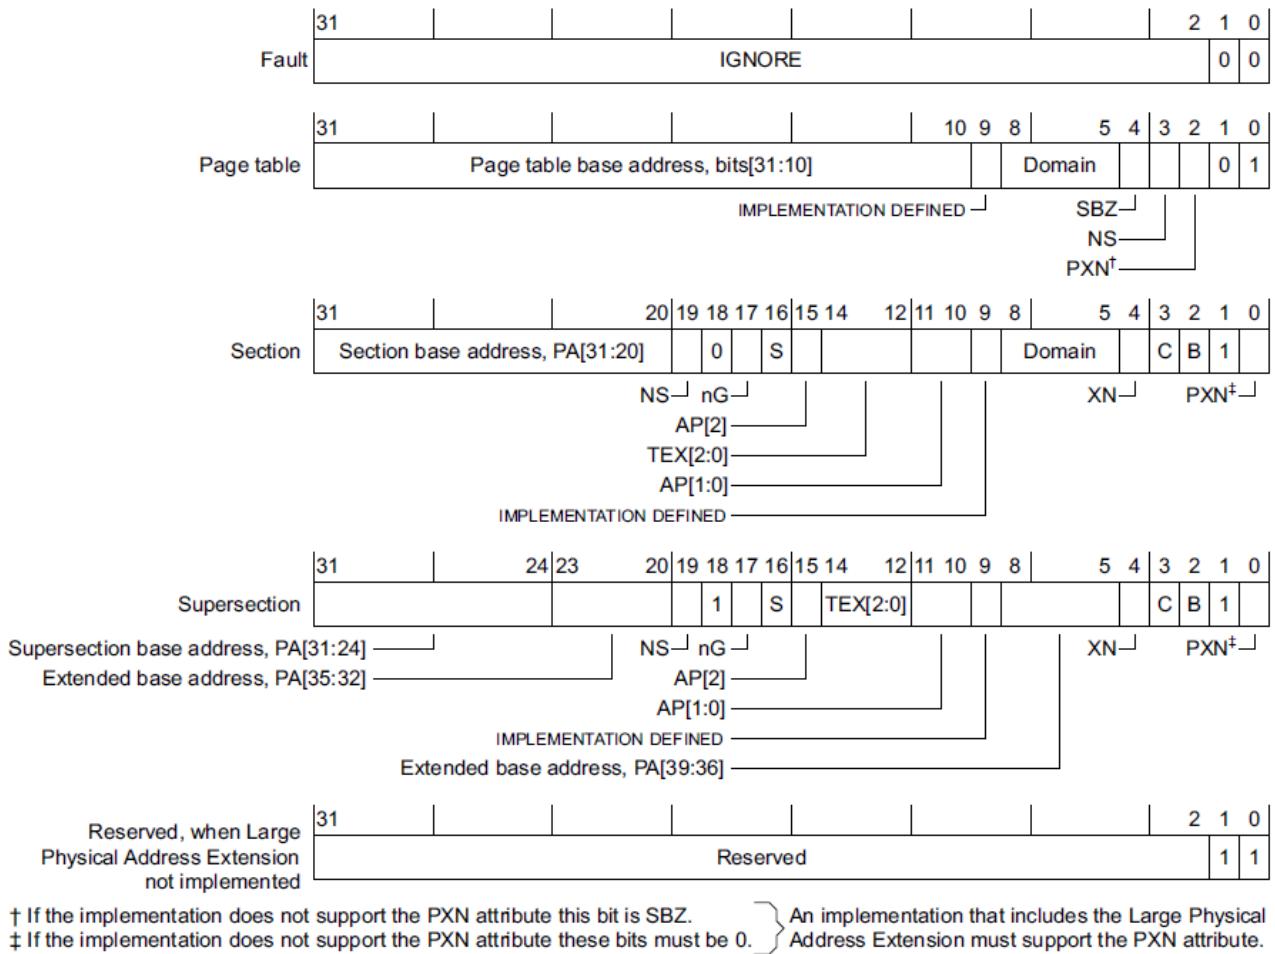 31 2 1 0
Fault IGNORE 0 0
31 10 9 8 5 4 3 2 1 0
Page table Page table base address, bits[31:10] Domain 0 1
IMPLEMENTATION DEFINED SBZ
NS
PXN†
31 20 19 18 17 16 15 14 12 11 10 9 8 5 4 3 2 1 0
Section Section base address, PA[31:20] 0 S Domain C B 1
NS nG XN PXN‡
AP[2]
TEX[2:0]
AP[1:0]
IMPLEMENTATION DEFINED
31 24 23 20 19 18 17 16 15 14 12 11 10 9 8 5 4 3 2 1 0
Supersection 1 S TEX[2:0] C B 1
Supersection base address, PA[31:24] NS nG XN PXN‡
Extended base address, PA[35:32] AP[2]
AP[1:0]
IMPLEMENTATION DEFINED
Extended base address, PA[39:36]
31 2 1 0
Reserved, when Large
Physical Address Extension Reserved 1 1
not implemented
† If the implementation does not support the PXN attribute this bit is SBZ. An implementation that includes the Large Physical
‡ If the implementation does not support the PXN attribute these bits must be 0. Address Extension must support the PXN attribute.